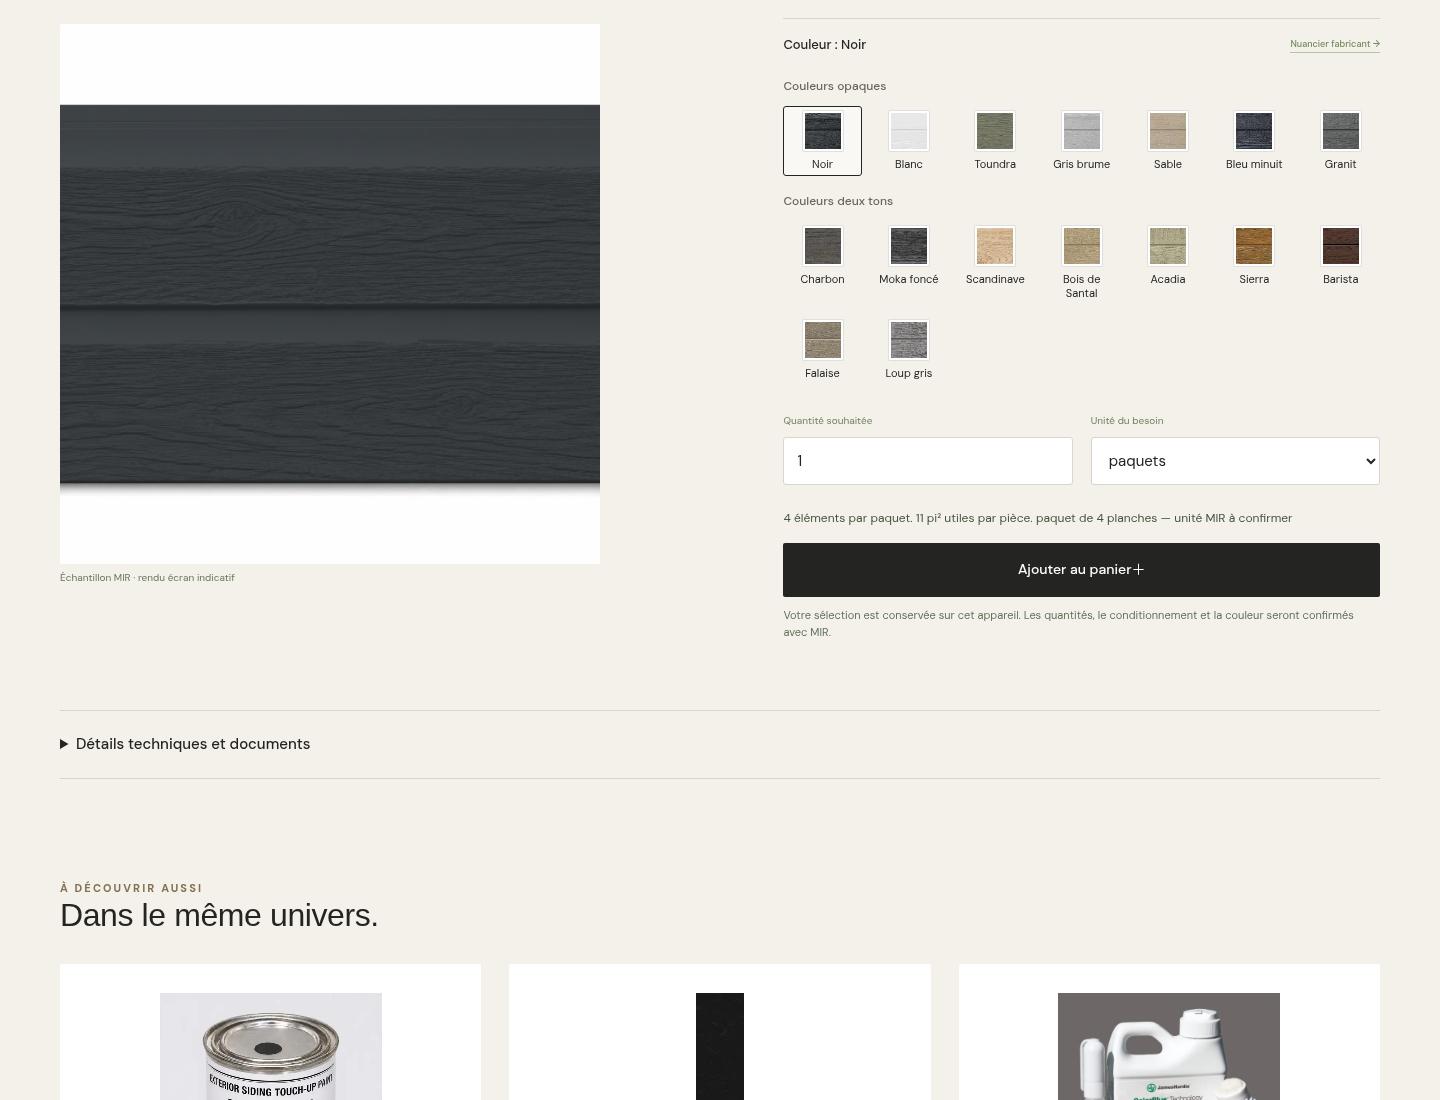 Couleur : Noir
Nuancier fabricant →
Couleurs opaques
Noir
Blanc
Toundra
Gris brume
Sable
Bleu minuit
Granit
Couleurs deux tons
Charbon
Moka foncé
Scandinave
Bois de
Santal
Acadia
Sierra
Barista
Falaise
Loup gris
Quantité souhaitée
Unité du besoin
1
paquets
4 éléments par paquet. 11 pi² utiles par pièce. paquet de 4 planches — unité MIR à confirmer
Ajouter au panier+
Votre sélection est conservée sur cet appareil. Les quantités, le conditionnement et la couleur seront confirmés
avec MIR.
Échantillon MIR · rendu écran indicatif
Détails techniques et documents
À DÉCOUVRIR AUSSI
Dans le même univers.
EXTERIOR SIDING TOUCH-UP PAINT
JamesHardie
ColorPlus Technology